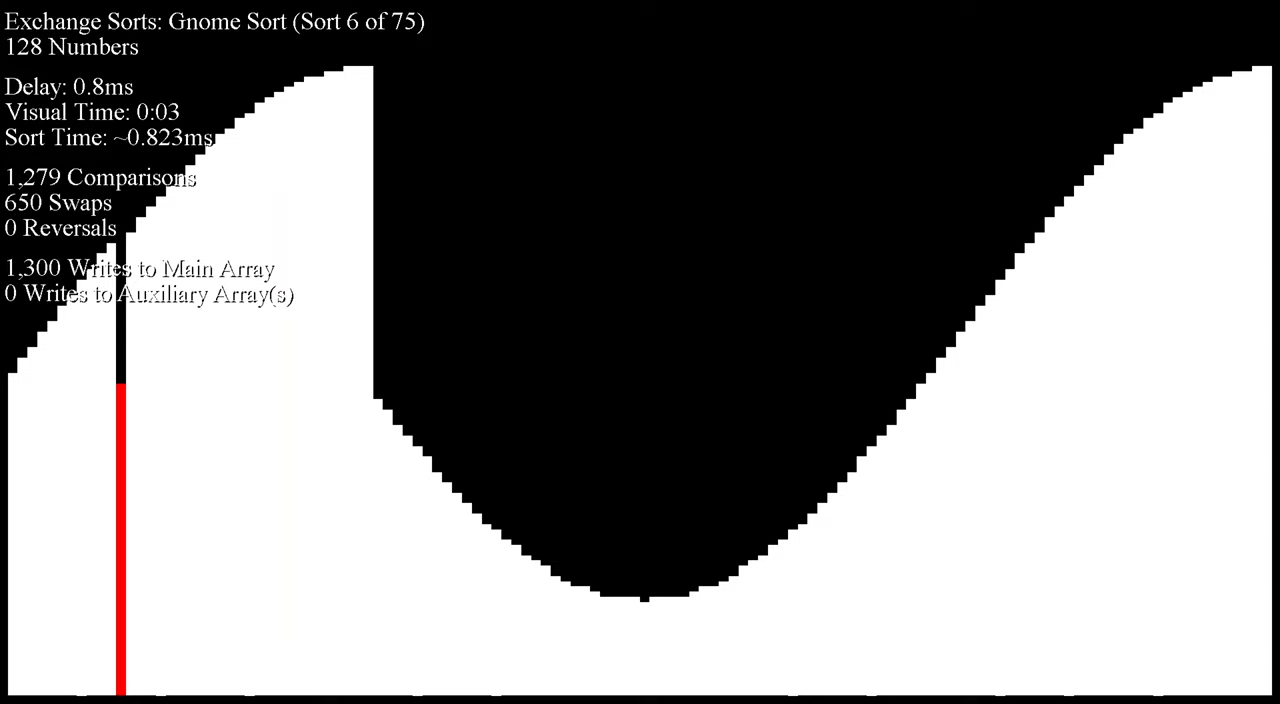 Exchange Sorts: Gnome Sort (Sort 6 of 75)
128 Numbers
Delay: 0.8ms
Visual Time: 0:03
Sort Time: ~0.823ms
1,279 Comparisons
650 Swaps
0 Reversals
1,300 Writes to Main Array
0 Writes to Auxiliary Array(s)